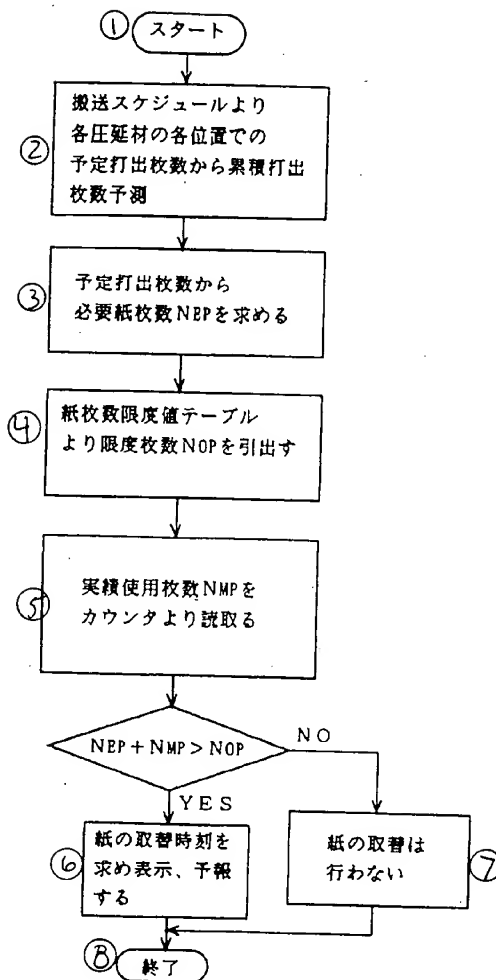 ① スタート
② 搬送スケジュールより
各圧延材の各位置での
予定打出枚数から累積打出
枚数予測
③ 予定打出枚数から
必要紙枚数NEPを求める
④ 紙枚数限度値テーブル
より限度枚数NOPを引出す
⑤ 実績使用枚数NMPを
カウンタより読取る
NEP+NMP>NOP
NO
YES
⑥ 紙の取替時刻を
求め表示、予報
する
紙の取替は ⑦
行わない
⑧ 終了